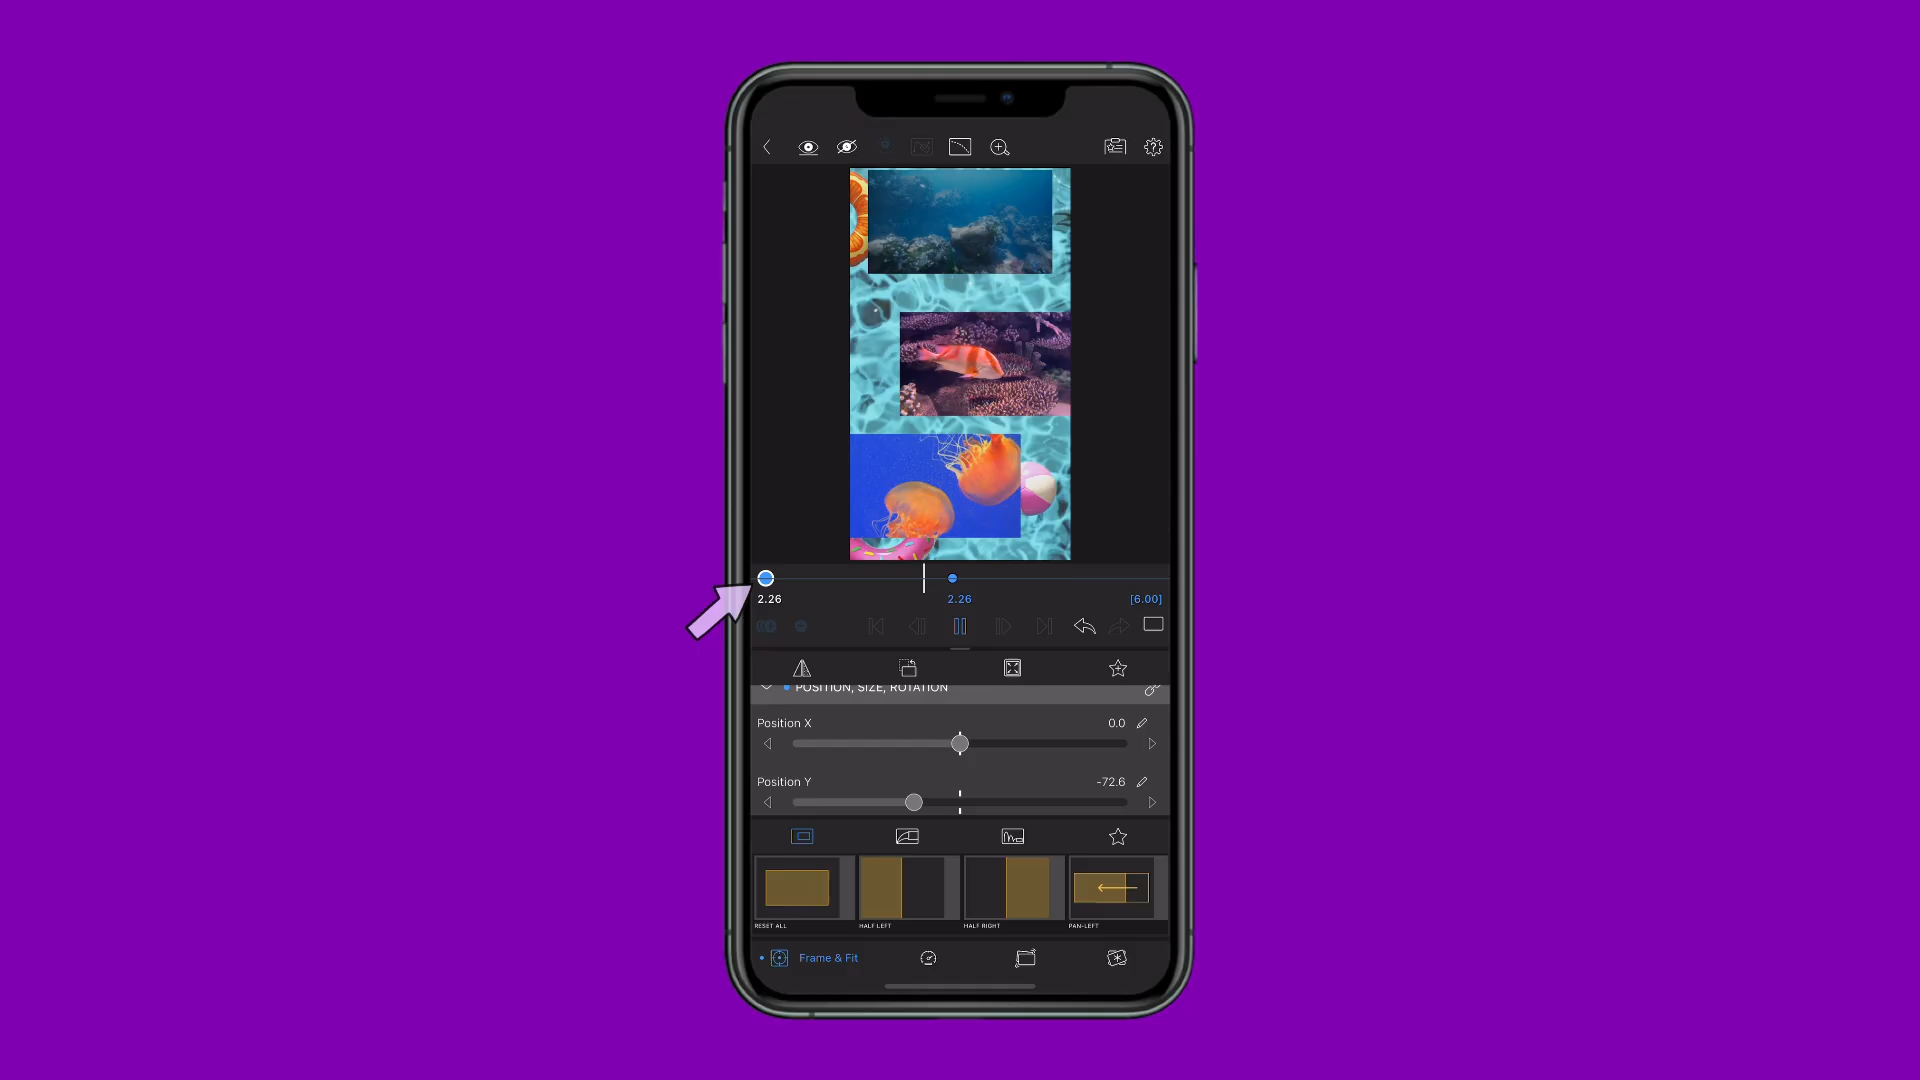 2.26
2.26
[6.00]
POSITION, SIZE, ROTATION
Position X
0.0
Position Y
-72.6
RESET ALL
HALF LEFT
HALF RIGHT
PAN-LEFT
Frame & Fit